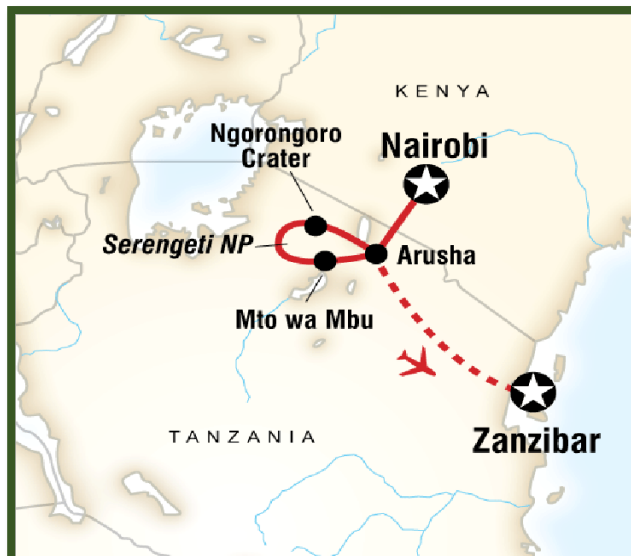 KENYA
Ngorongoro
Crater
Nairobi
Serengeti NP
Arusha
Mto wa Mbu
Zanzibar
TANZANIA